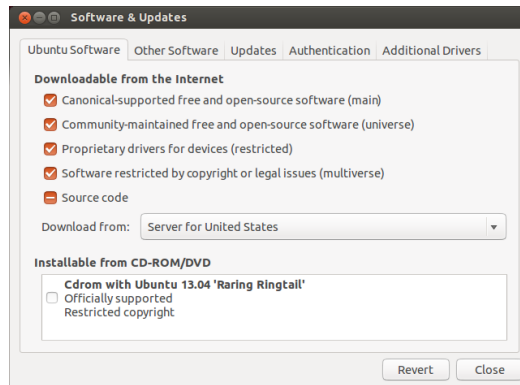 Software & Updates
Ubuntu Software Other Software Updates Authentication Additional Drivers
Downloadable from the Internet
Canonical-supported free and open-source software (main)
Community-maintained free and open-source software (universe)
Proprietary drivers for devices (restricted)
Software restricted by copyright or legal issues (multiverse)
Source code
Download from: Server for United States
Installable from CD-ROM/DVD
Cdrom with Ubuntu 13.04 'Raring Ringtail'
Officially supported
Restricted copyright
Revert Close